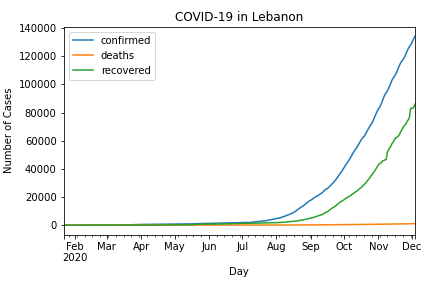 COVID-19 in Lebanon
confirmed
deaths
recovered
Number of Cases
140000
120000
100000
80000
60000
40000
20000
0
Feb Mar Apr May Jun Jul Aug Sep Oct Nov Dec
2020
Day